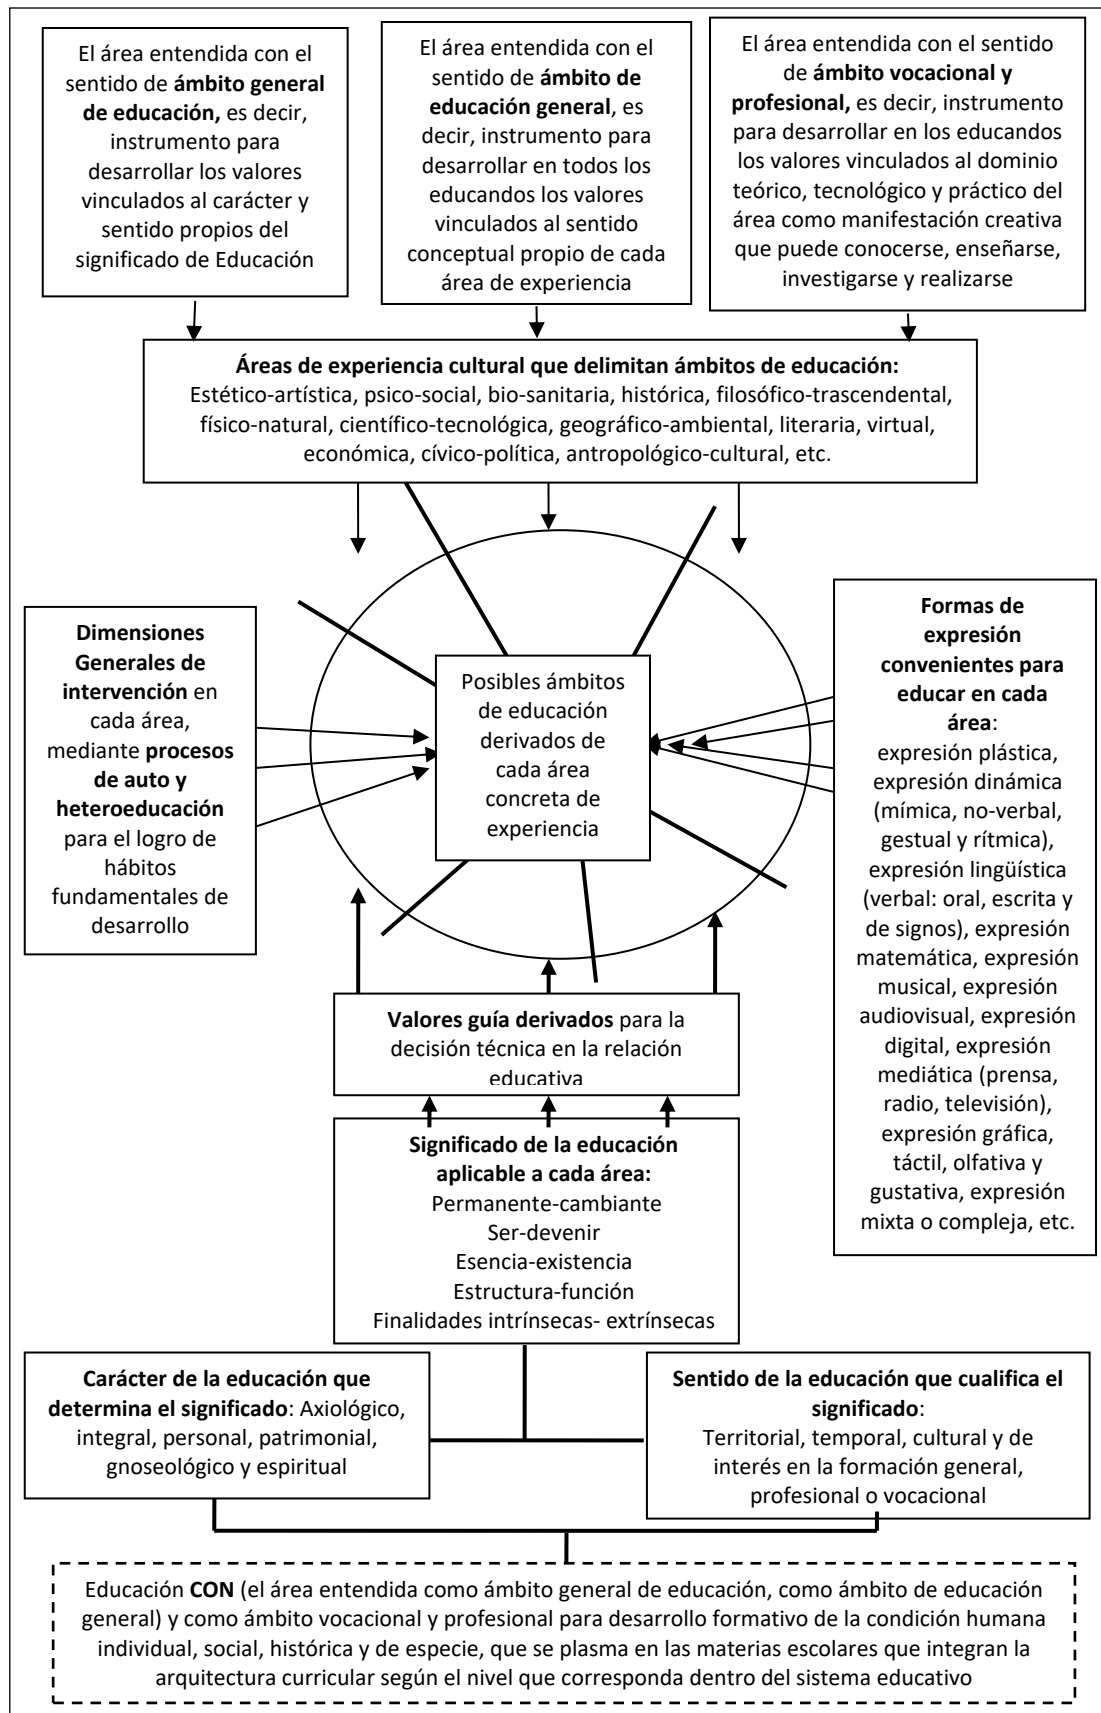 El área entendida con el
sentido de ámbito general
de educación, es decir,
instrumento para
desarrollar los valores
vinculados al carácter y
sentido propios del
significado de Educación
El área entendida con el
sentido de ámbito de
educación general, es
decir, instrumento para
desarrollar en todos los
educandos los valores
vinculados al sentido
conceptual propio de cada
área de experiencia
El área entendida con el sentido
de ámbito vocacional y
profesional, es decir, instrumento
para desarrollar en los educandos
los valores vinculados al dominio
teórico, tecnológico y práctico del
área como manifestación creativa
que puede conocerse, enseñarse,
investigarse y realizarse
Áreas de experiencia cultural que delimitan ámbitos de educación:
Estético-artística, psico-social, bio-sanitaria, histórica, filosófico-trascendental,
físico-natural, científico-tecnológica, geográfico-ambiental, literaria, virtual,
económica, cívico-política, antropológico-cultural, etc.
Dimensiones
Generales de
intervención en
cada área,
mediante procesos
de auto y
heteroeducación
para el logro de
hábitos
fundamentales de
desarrollo
Posibles ámbitos
de educación
derivados de
cada área
concreta de
experiencia
Formas de
expresión
convenientes para
educar en cada
área:
expresión plástica,
expresión dinámica
(mímica, no-verbal,
gestual y rítmica),
expresión lingüística
(verbal: oral, escrita y
de signos), expresión
matemática, expresión
musical, expresión
audiovisual, expresión
digital, expresión
mediática (prensa,
radio, televisión),
expresión gráfica,
táctil, olfativa y
gustativa, expresión
mixta o compleja, etc.
Valores guía derivados para la
decisión técnica en la relación
educativa
Significado de la educación
aplicable a cada área:
Permanente-cambiante
Ser-devenir
Esencia-existencia
Estructura-función
Finalidades intrínsecas- extrínsecas
Carácter de la educación que
determina el significado: Axiológico,
integral, personal, patrimonial,
gnoseológico y espiritual
Sentido de la educación que cualifica el
significado:
Territorial, temporal, cultural y de
interés en la formación general,
profesional o vocacional
Educación CON (el área entendida como ámbito general de educación, como ámbito de educación
general) y como ámbito vocacional y profesional para desarrollo formativo de la condición humana
individual, social, histórica y de especie, que se plasma en las materias escolares que integran la
arquitectura curricular según el nivel que corresponda dentro del sistema educativo